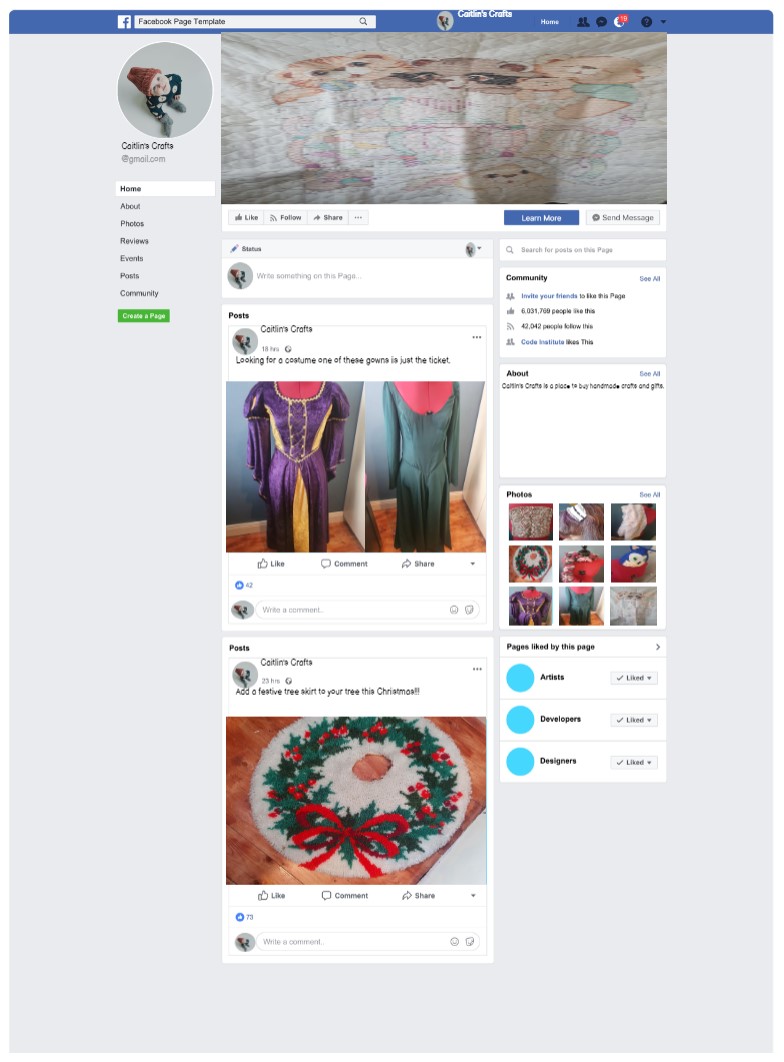 Facebook Page Template
Caitlin's Crafts
Home
19
Caitlin's Crafts
@gmail.com
Home
About
Photos
Reviews
Events
Posts
Community
Create a Page
Like
Follow
Share
Learn More
Send Message
Status
Write something on this Page...
Posts
Caitlin's Crafts
18 hrs
Looking for a costume one of these gowns is just the ticket.
Like Comment Share
42
Write a comment..
Posts
Caitlin's Crafts
23 hrs
Add a festive tree skirt to your tree this Christmas!!!
Like Comment Share
73
Write a comment..
Search for posts on this Page
Community See All
Invite your friends to like this Page
6,031,769 people like this
42,042 people follow this
Code Institute likes This
About See All
Caitlin's Crafts is a place to buy handmade crafts and gifts.
Photos See All
Pages liked by this page
Artists Liked
Developers Liked
Designers Liked